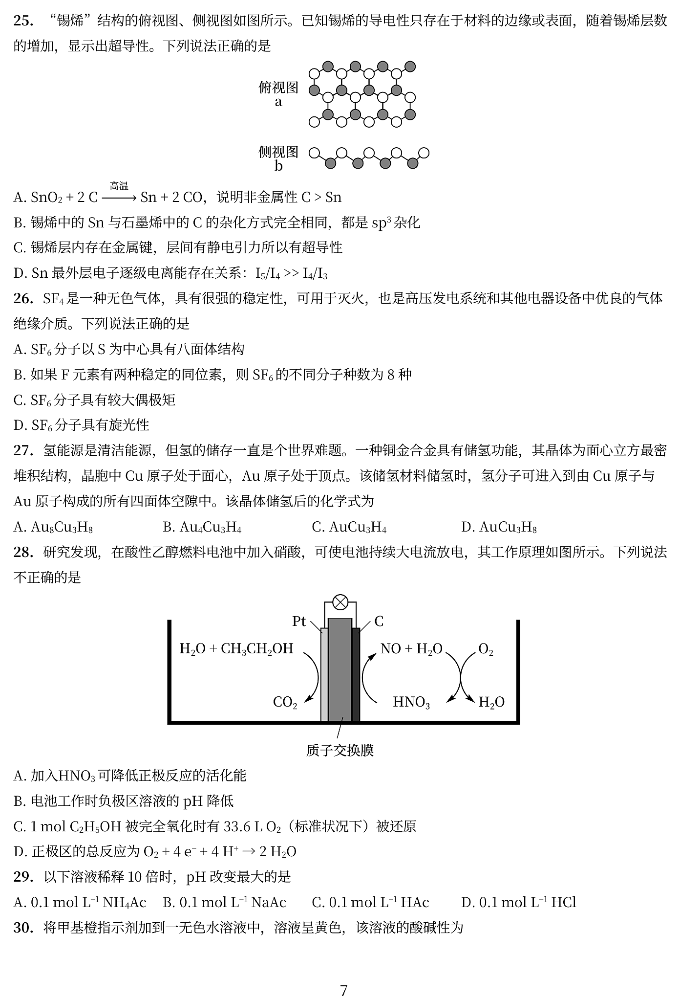 25. “锡烯”结构的俯视图、侧视图如图所示。已知锡烯的导电性只存在于材料的边缘或表面，随着锡烯层数
的增加，显示出超导性。下列说法正确的是
俯视图
a
侧视图
b
高温
A. SnO₂ + 2 C ⟶ Sn + 2 CO，说明非金属性 C > Sn
B. 锡烯中的 Sn 与石墨烯中的 C 的杂化方式完全相同，都是 sp³ 杂化
C. 锡烯层内存在金属键，层间有静电引力所以有超导性
D. Sn 最外层电子逐级电离能存在关系：I₅/I₄ >> I₄/I₃
26. SF₄ 是一种无色气体，具有很强的稳定性，可用于灭火，也是高压发电系统和其他电器设备中优良的气体
绝缘介质。下列说法正确的是
A. SF₆ 分子以 S 为中心具有八面体结构
B. 如果 F 元素有两种稳定的同位素，则 SF₆ 的不同分子种数为 8 种
C. SF₆ 分子具有较大偶极矩
D. SF₆ 分子具有旋光性
27. 氢能源是清洁能源，但氢的储存一直是个世界难题。一种铜金合金具有储氢功能，其晶体为面心立方最密
堆积结构，晶胞中 Cu 原子处于面心，Au 原子处于顶点。该储氢材料储氢时，氢分子可进入到由 Cu 原子与
Au 原子构成的所有四面体空隙中。该晶体储氢后的化学式为
A. Au₈Cu₃H₈ B. Au₄Cu₃H₄ C. AuCu₃H₄ D. AuCu₃H₈
28. 研究发现，在酸性乙醇燃料电池中加入硝酸，可使电池持续大电流放电，其工作原理如图所示。下列说法
不正确的是
Pt C
H₂O + CH₃CH₂OH NO + H₂O O₂
CO₂ HNO₃ H₂O
质子交换膜
A. 加入HNO₃ 可降低正极反应的活化能
B. 电池工作时负极区溶液的 pH 降低
C. 1 mol C₂H₅OH 被完全氧化时有 33.6 L O₂（标准状况下）被还原
D. 正极区的总反应为 O₂ + 4 e⁻ + 4 H⁺ → 2 H₂O
29. 以下溶液稀释 10 倍时，pH 改变最大的是
A. 0.1 mol L⁻¹ NH₄Ac B. 0.1 mol L⁻¹ NaAc C. 0.1 mol L⁻¹ HAc D. 0.1 mol L⁻¹ HCl
30. 将甲基橙指示剂加到一无色水溶液中，溶液呈黄色，该溶液的酸碱性为
7